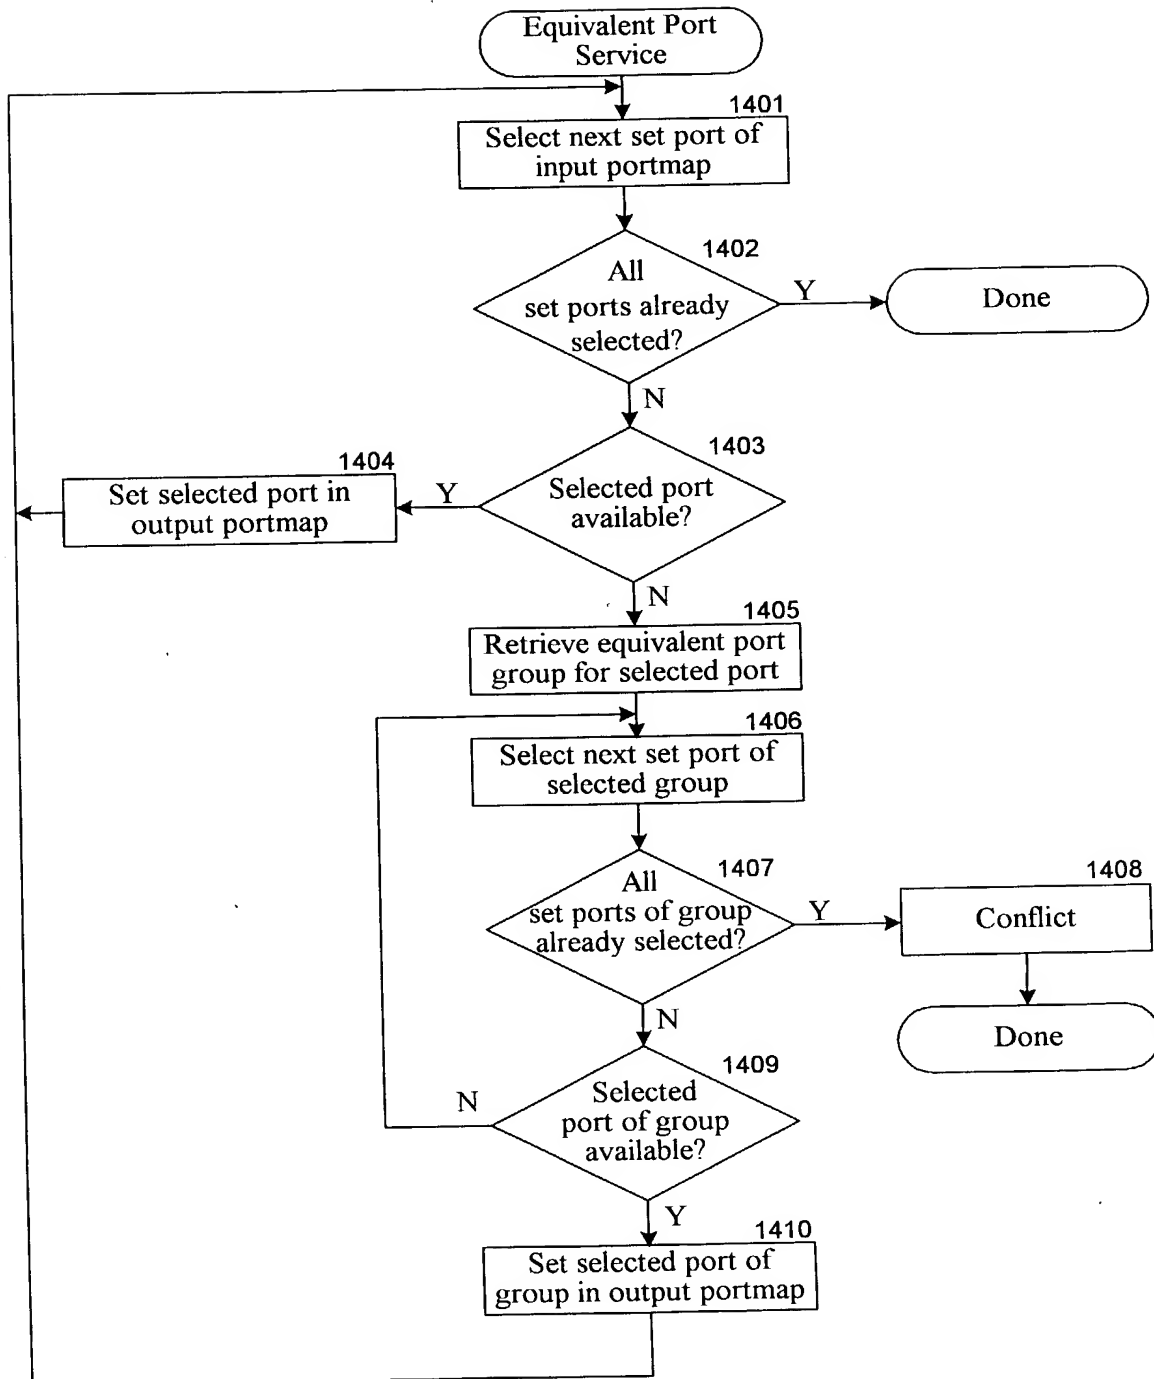 Equivalent Port
Service
1401
Select next set port of
input portmap
1402
All
set ports already
selected?
Y
Done
N
1403
Selected port
available?
Y
1404
Set selected port in
output portmap
N
1405
Retrieve equivalent port
group for selected port
1406
Select next set port of
selected group
1407
All
set ports of group
already selected?
Y
1408
Conflict
Done
N
1409
Selected
port of group
available?
N
Y
1410
Set selected port of
group in output portmap